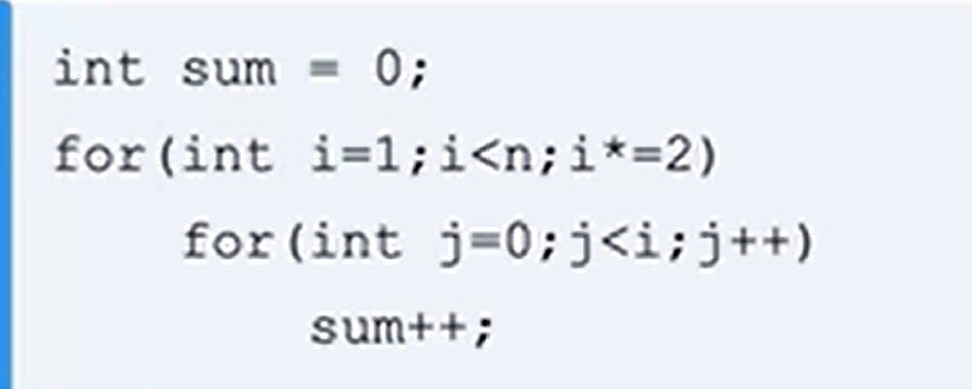 int sum = 0;
for(int i=1;i<n;i*=2)
for(int j=0;j<i;j++)
sum++;